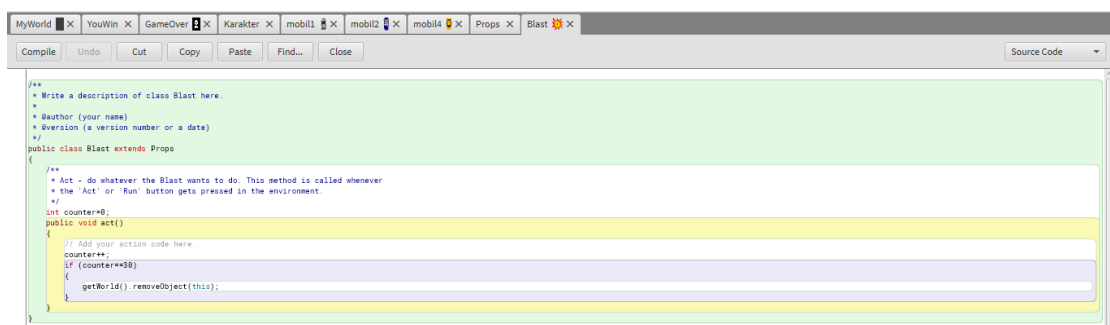 MyWorld YouWin GameOver Karakter mobil1 mobil2 mobil4 Props Blast
Compile Undo Cut Copy Paste Find... Close Source Code
/**
* Write a description of class Blast here.
*
* @author (your name)
* @version (a version number or a date)
*/
public class Blast extends Props
{
/**
* Act - do whatever the Blast wants to do. This method is called whenever
* the 'Act' or 'Run' button gets pressed in the environment.
*/
int counter=0;
public void act()
{
// Add your action code here.
counter++;
if (counter==30)
{
getWorld().removeObject(this);
}
}
}